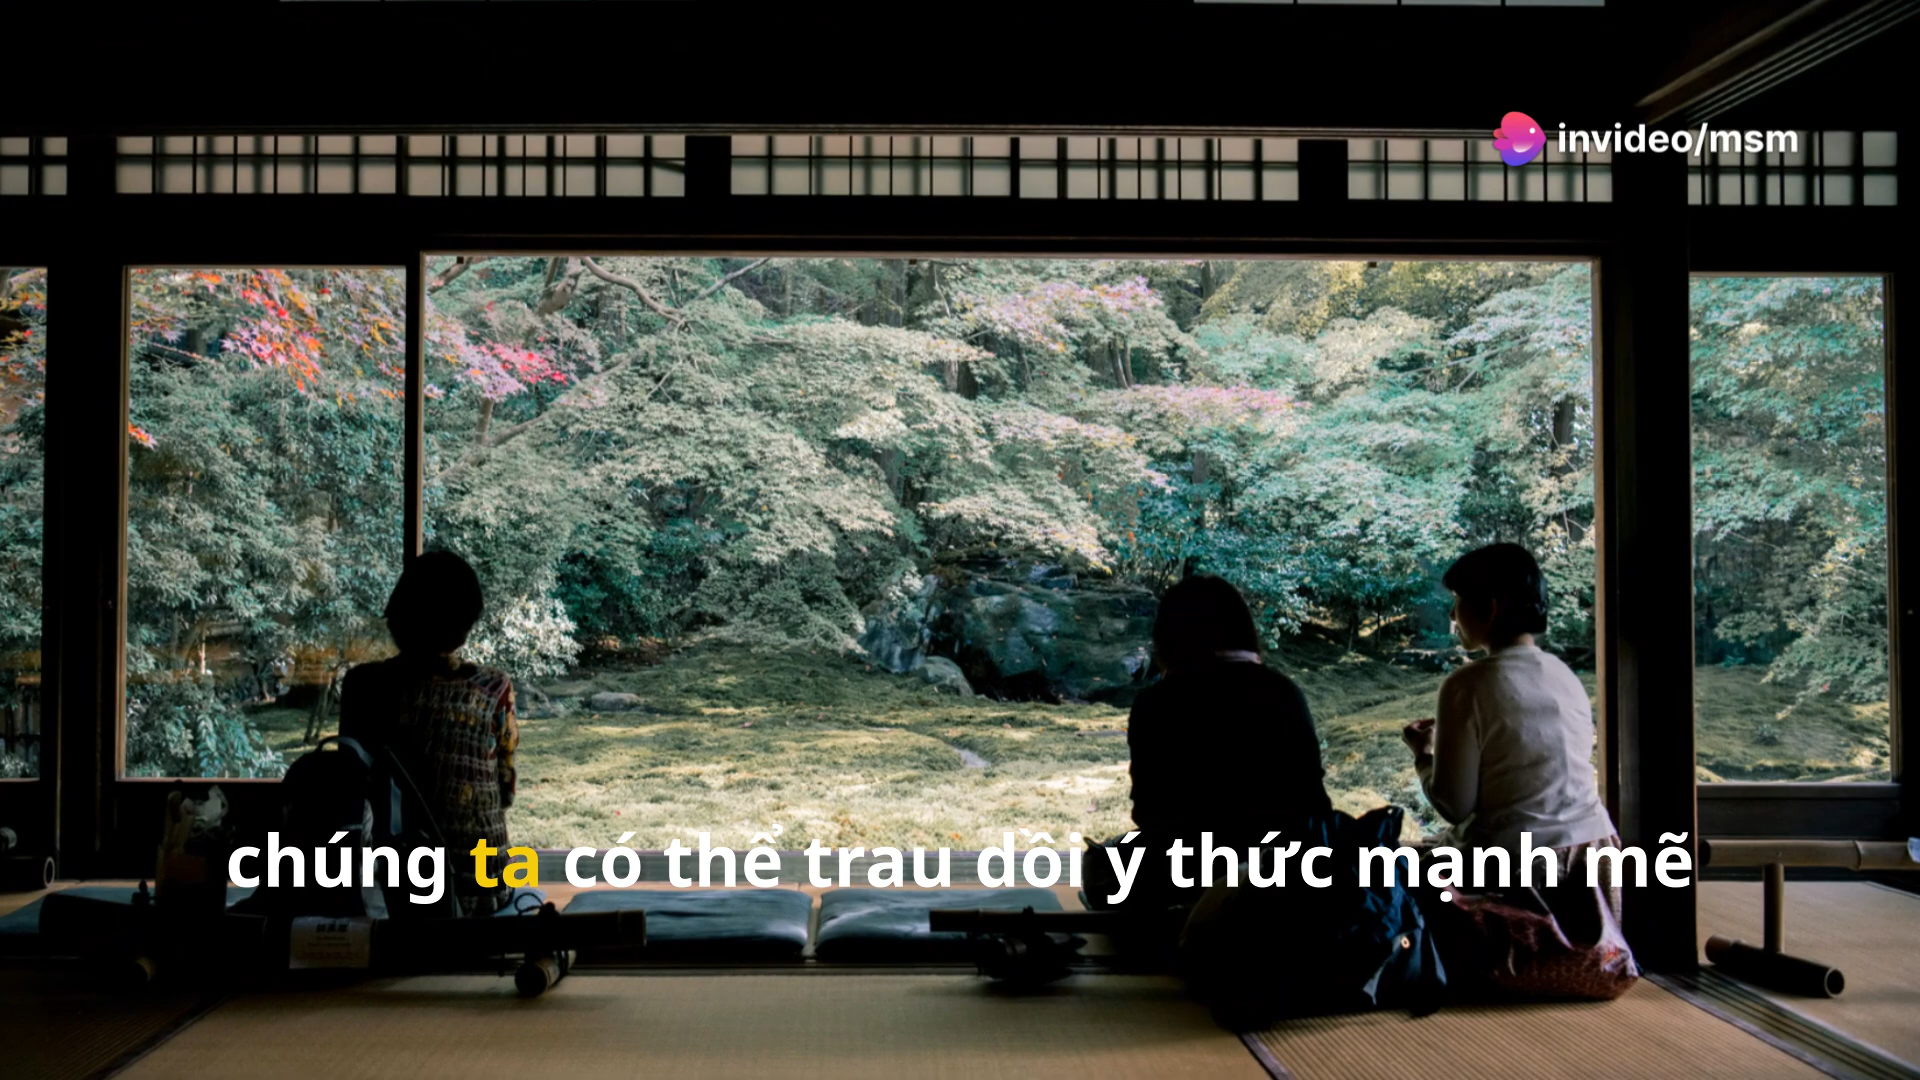 invideo/msm
chúng ta có thể trau dồi ý thức mạnh mẽ